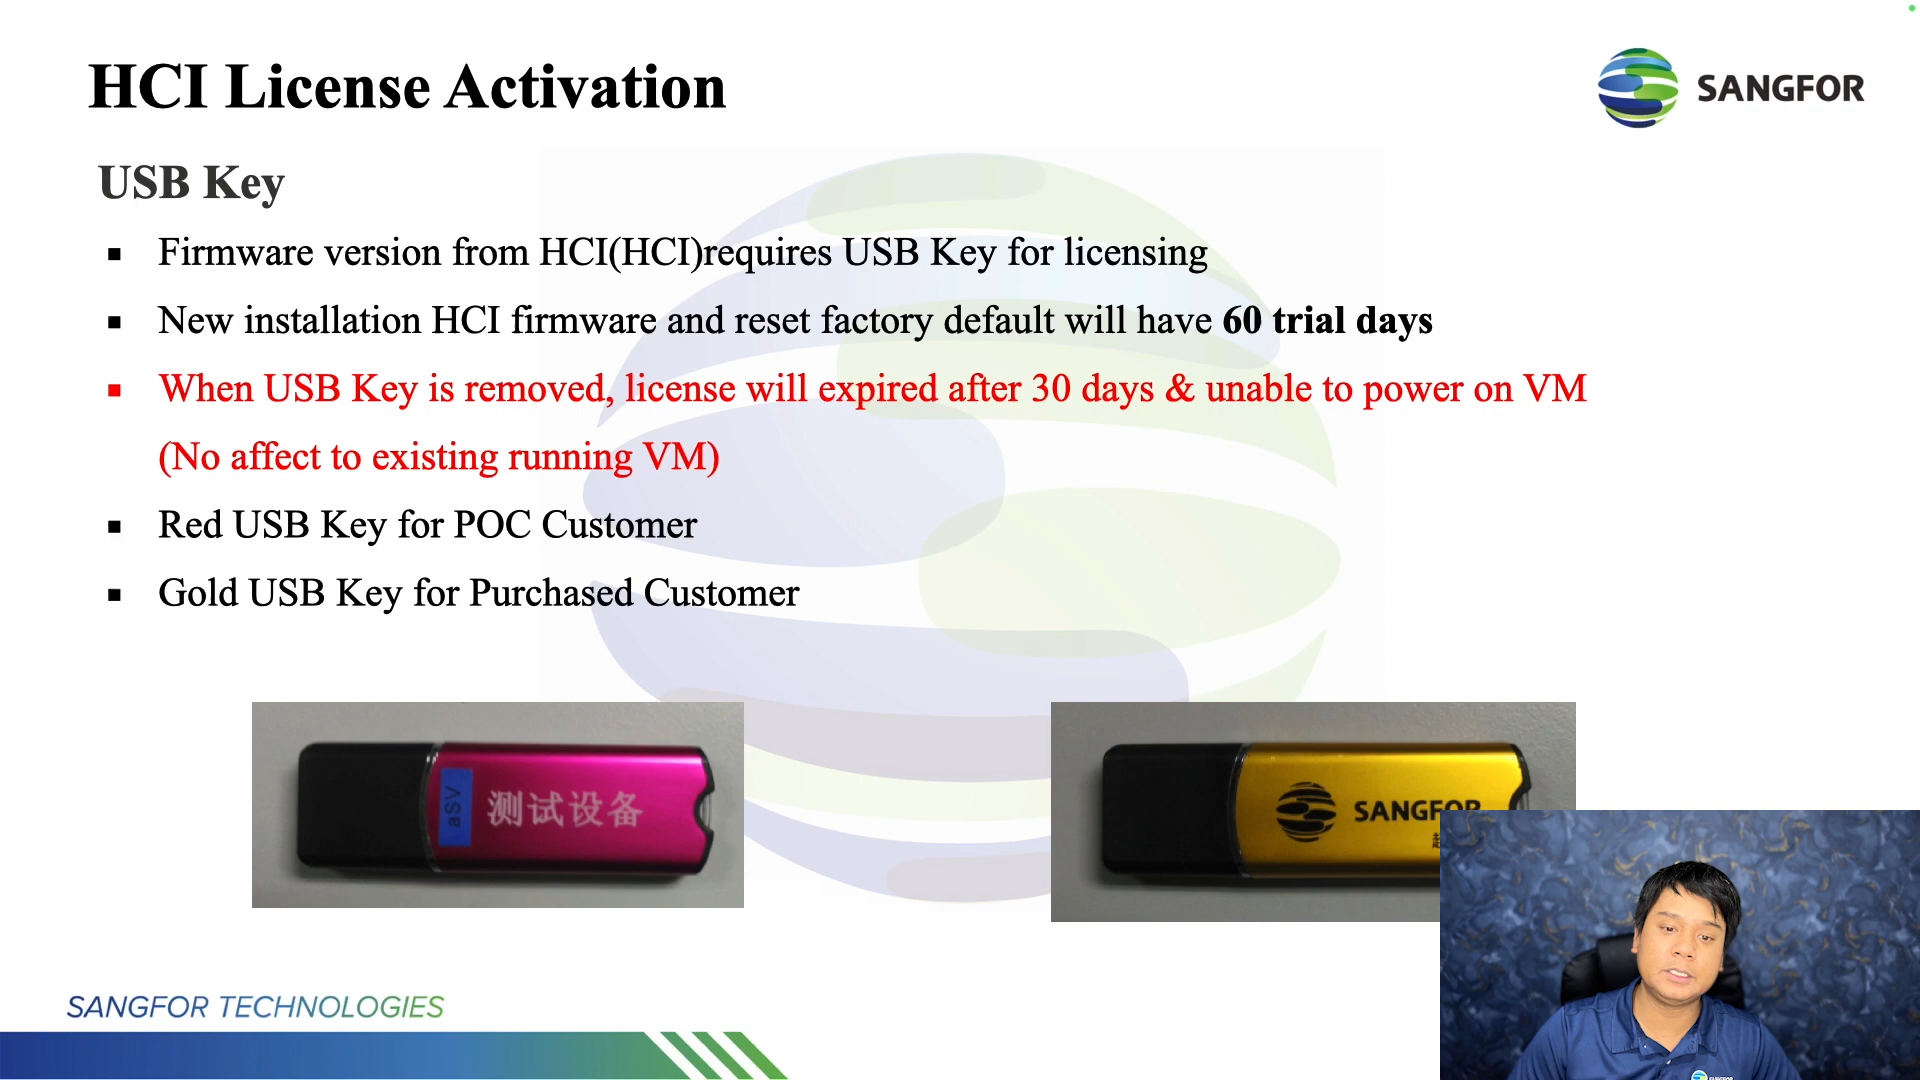 HCI License Activation
SANGFOR
USB Key
▪ Firmware version from HCI(HCI)requires USB Key for licensing
▪ New installation HCI firmware and reset factory default will have 60 trial days
▪ When USB Key is removed, license will expired after 30 days & unable to power on VM
(No affect to existing running VM)
▪ Red USB Key for POC Customer
▪ Gold USB Key for Purchased Customer
aSV
测试设备
SANGFOR
SANGFOR TECHNOLOGIES
SANGFOR